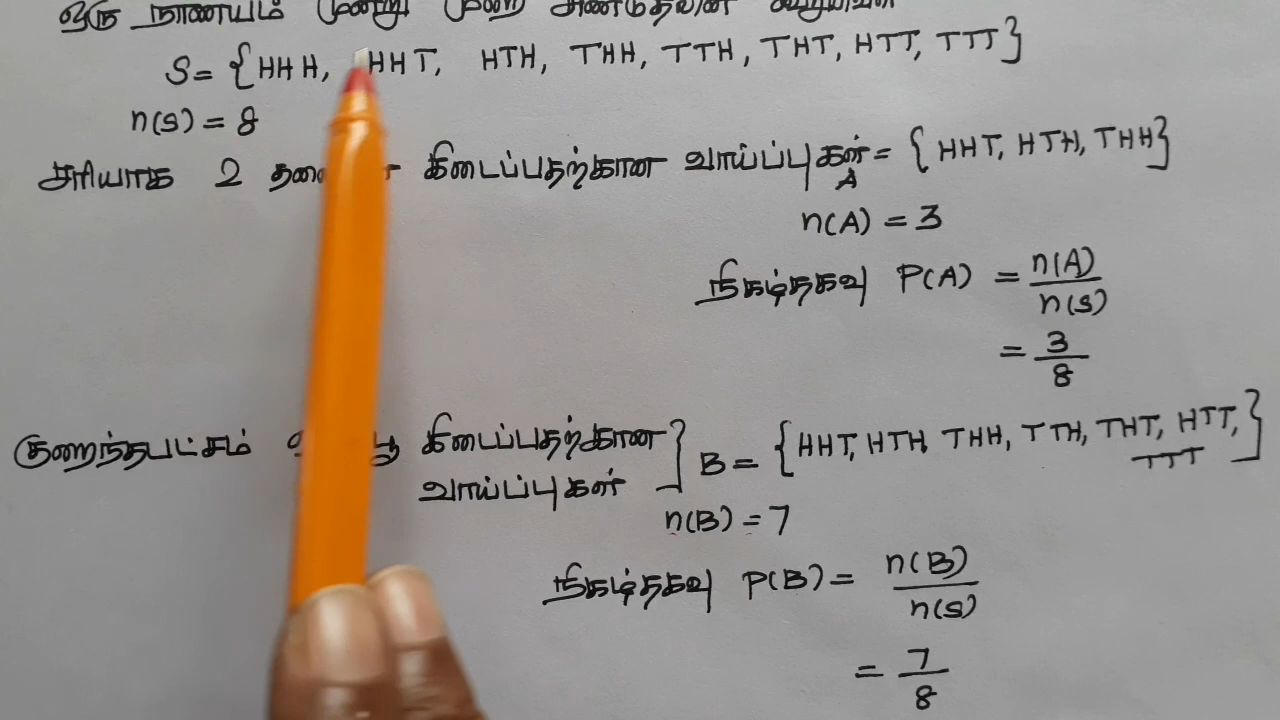 ஒரு நாணயம் மூன்று முறை
S = {HHH, HHT, HTH, THH, TTH, THT, HTT, TTT}
n(s) = 8
சரியாக 2 கிடைப்பதற்கான வாய்ப்புகள் = {HHT, HTH, THH}
A
n(A) = 3
நிகழ்தகவு P(A) = n(A)/n(s)
= 3/8
குறைந்தபட்சம் கிடைப்பதற்கான
வாய்ப்புகள் } B = {HHT, HTH, THH, TTH, THT, HTT,
TTT }
n(B) = 7
நிகழ்தகவு P(B) = n(B)/n(s)
= 7/8